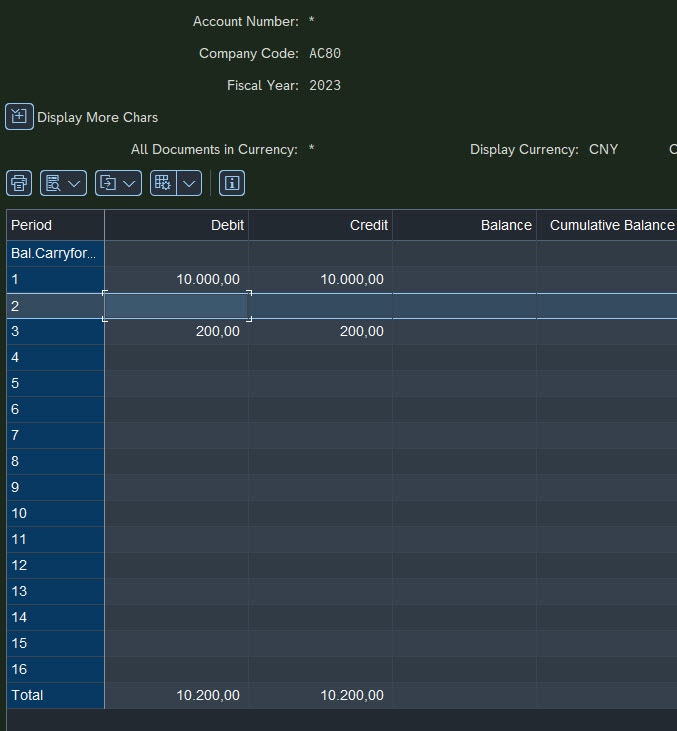 Account Number: *
Company Code: AC80
Fiscal Year: 2023
Display More Chars
All Documents in Currency: * Display Currency: CNY C
Period Debit Credit Balance Cumulative Balance
Bal.Carryfor...
1 10.000,00 10.000,00
2
3 200,00 200,00
4
5
6
7
8
9
10
11
12
13
14
15
16
Total 10.200,00 10.200,00